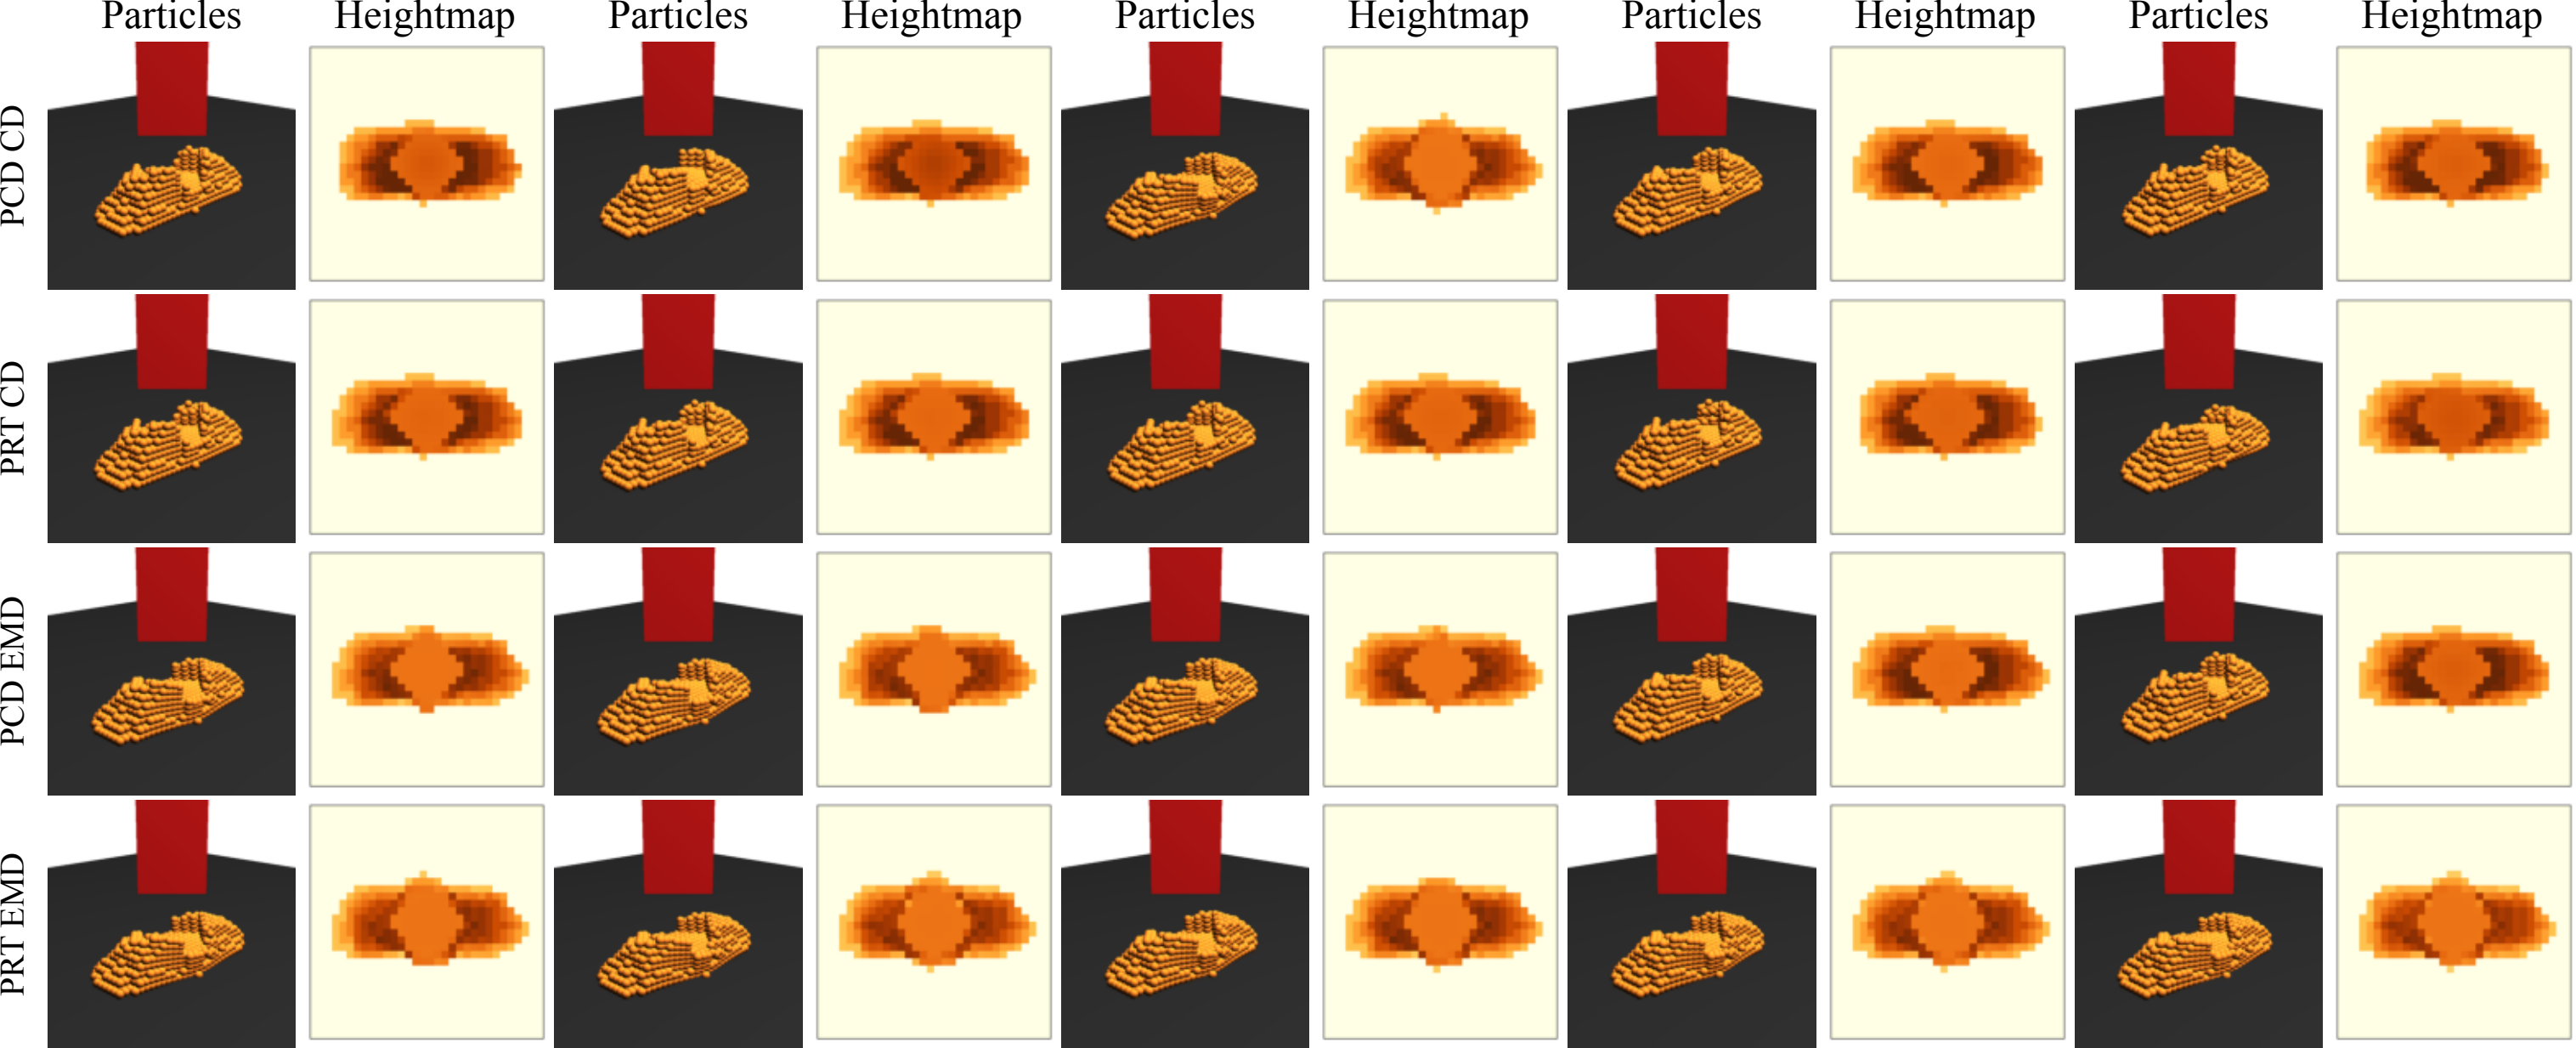 Particles Heightmap Particles Heightmap Particles Heightmap Particles Heightmap Particles Heightmap
PCD CD
PRT CD
PCD EMD
PRT EMD